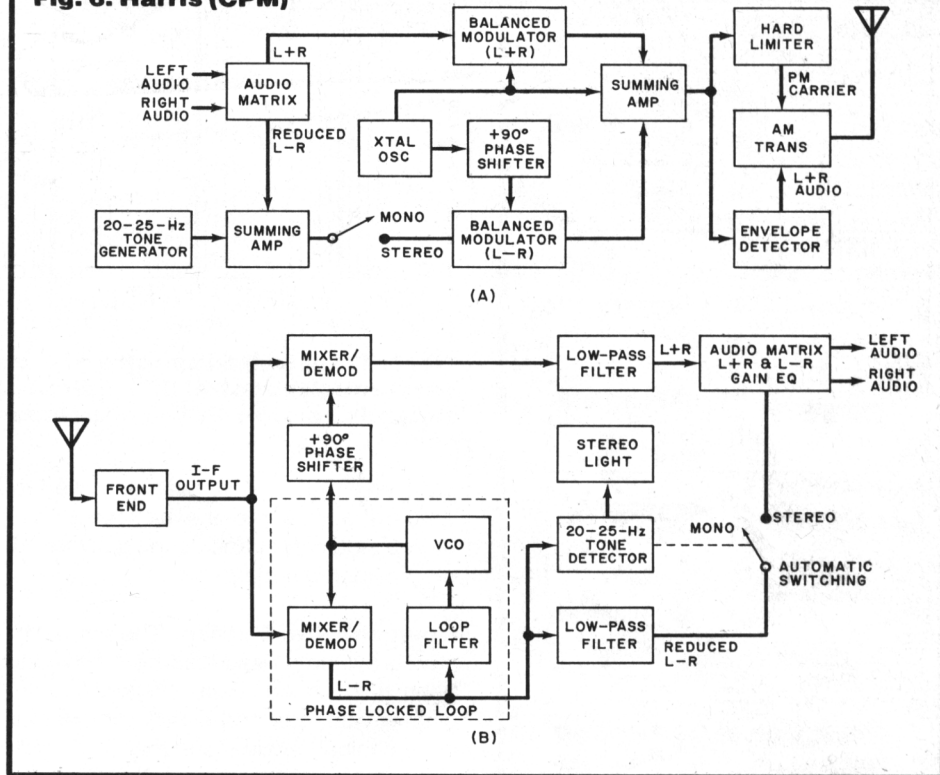 Fig. 6. Harris (CPM)
LEFT
AUDIO
RIGHT
AUDIO
AUDIO
MATRIX
L+R
REDUCED
L-R
BALANCED
MODULATOR
(L+R)
XTAL
OSC
+90°
PHASE
SHIFTER
SUMMING
AMP
HARD
LIMITER
PM
CARRIER
AM
TRANS
L+R
AUDIO
ENVELOPE
DETECTOR
20-25-Hz
TONE
GENERATOR
SUMMING
AMP
MONO
STEREO
BALANCED
MODULATOR
(L-R)
(A)
MIXER/
DEMOD
LOW-PASS
FILTER
L+R
AUDIO MATRIX
L+R & L-R
GAIN EQ
LEFT
AUDIO
RIGHT
AUDIO
FRONT
END
I-F
OUTPUT
+90°
PHASE
SHIFTER
VCO
MIXER/
DEMOD
LOOP
FILTER
L-R
PHASE LOCKED LOOP
STEREO
LIGHT
20-25-Hz
TONE
DETECTOR
MONO
STEREO
AUTOMATIC
SWITCHING
LOW-PASS
FILTER
REDUCED
L-R
(B)